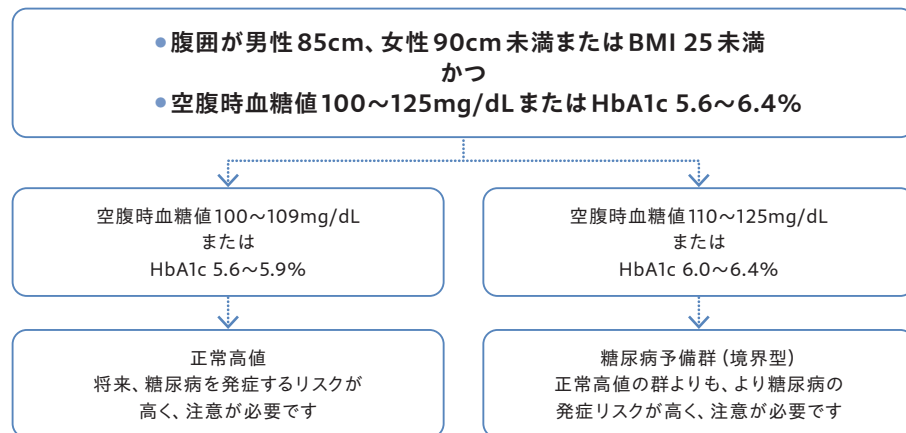 ●腹囲が男性85cm、女性90cm未満またはBMI 25未満
かつ
●空腹時血糖値100〜125mg/dLまたはHbA1c 5.6〜6.4%
空腹時血糖値100〜109mg/dL
または
HbA1c 5.6〜5.9%
空腹時血糖値110〜125mg/dL
または
HbA1c 6.0〜6.4%
正常高値
将来、糖尿病を発症するリスクが
高く、注意が必要です
糖尿病予備群(境界型)
正常高値の群よりも、より糖尿病の
発症リスクが高く、注意が必要です